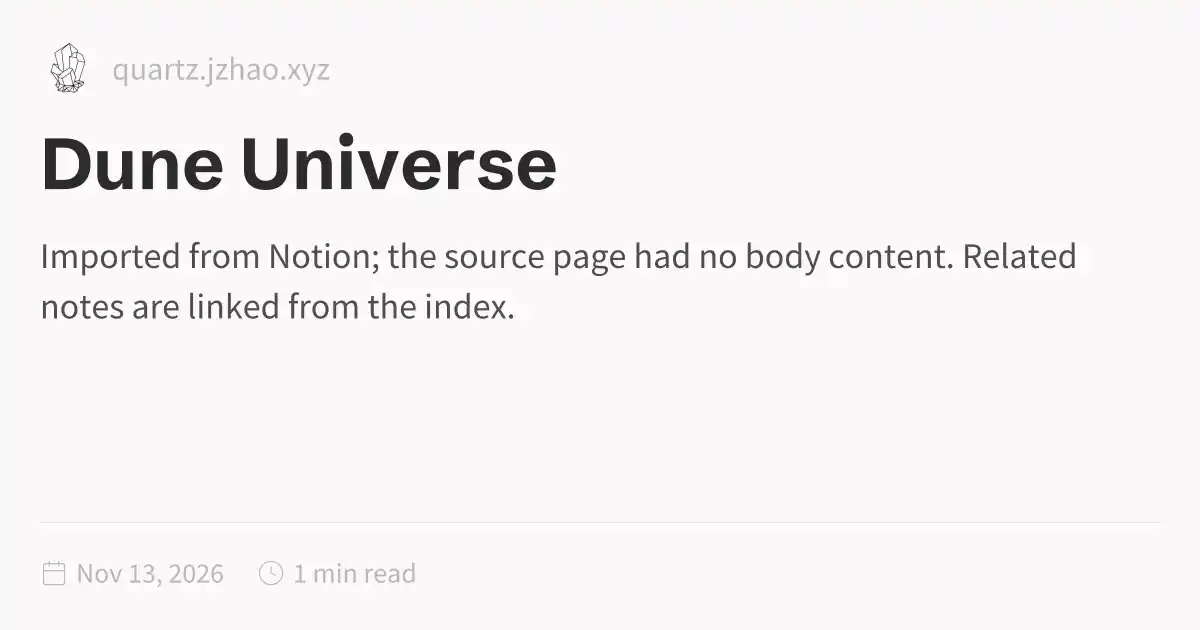 quartz.jzhao.xyz
Dune Universe
Imported from Notion; the source page had no body content. Related
notes are linked from the index.
Nov 13, 2026 1 min read